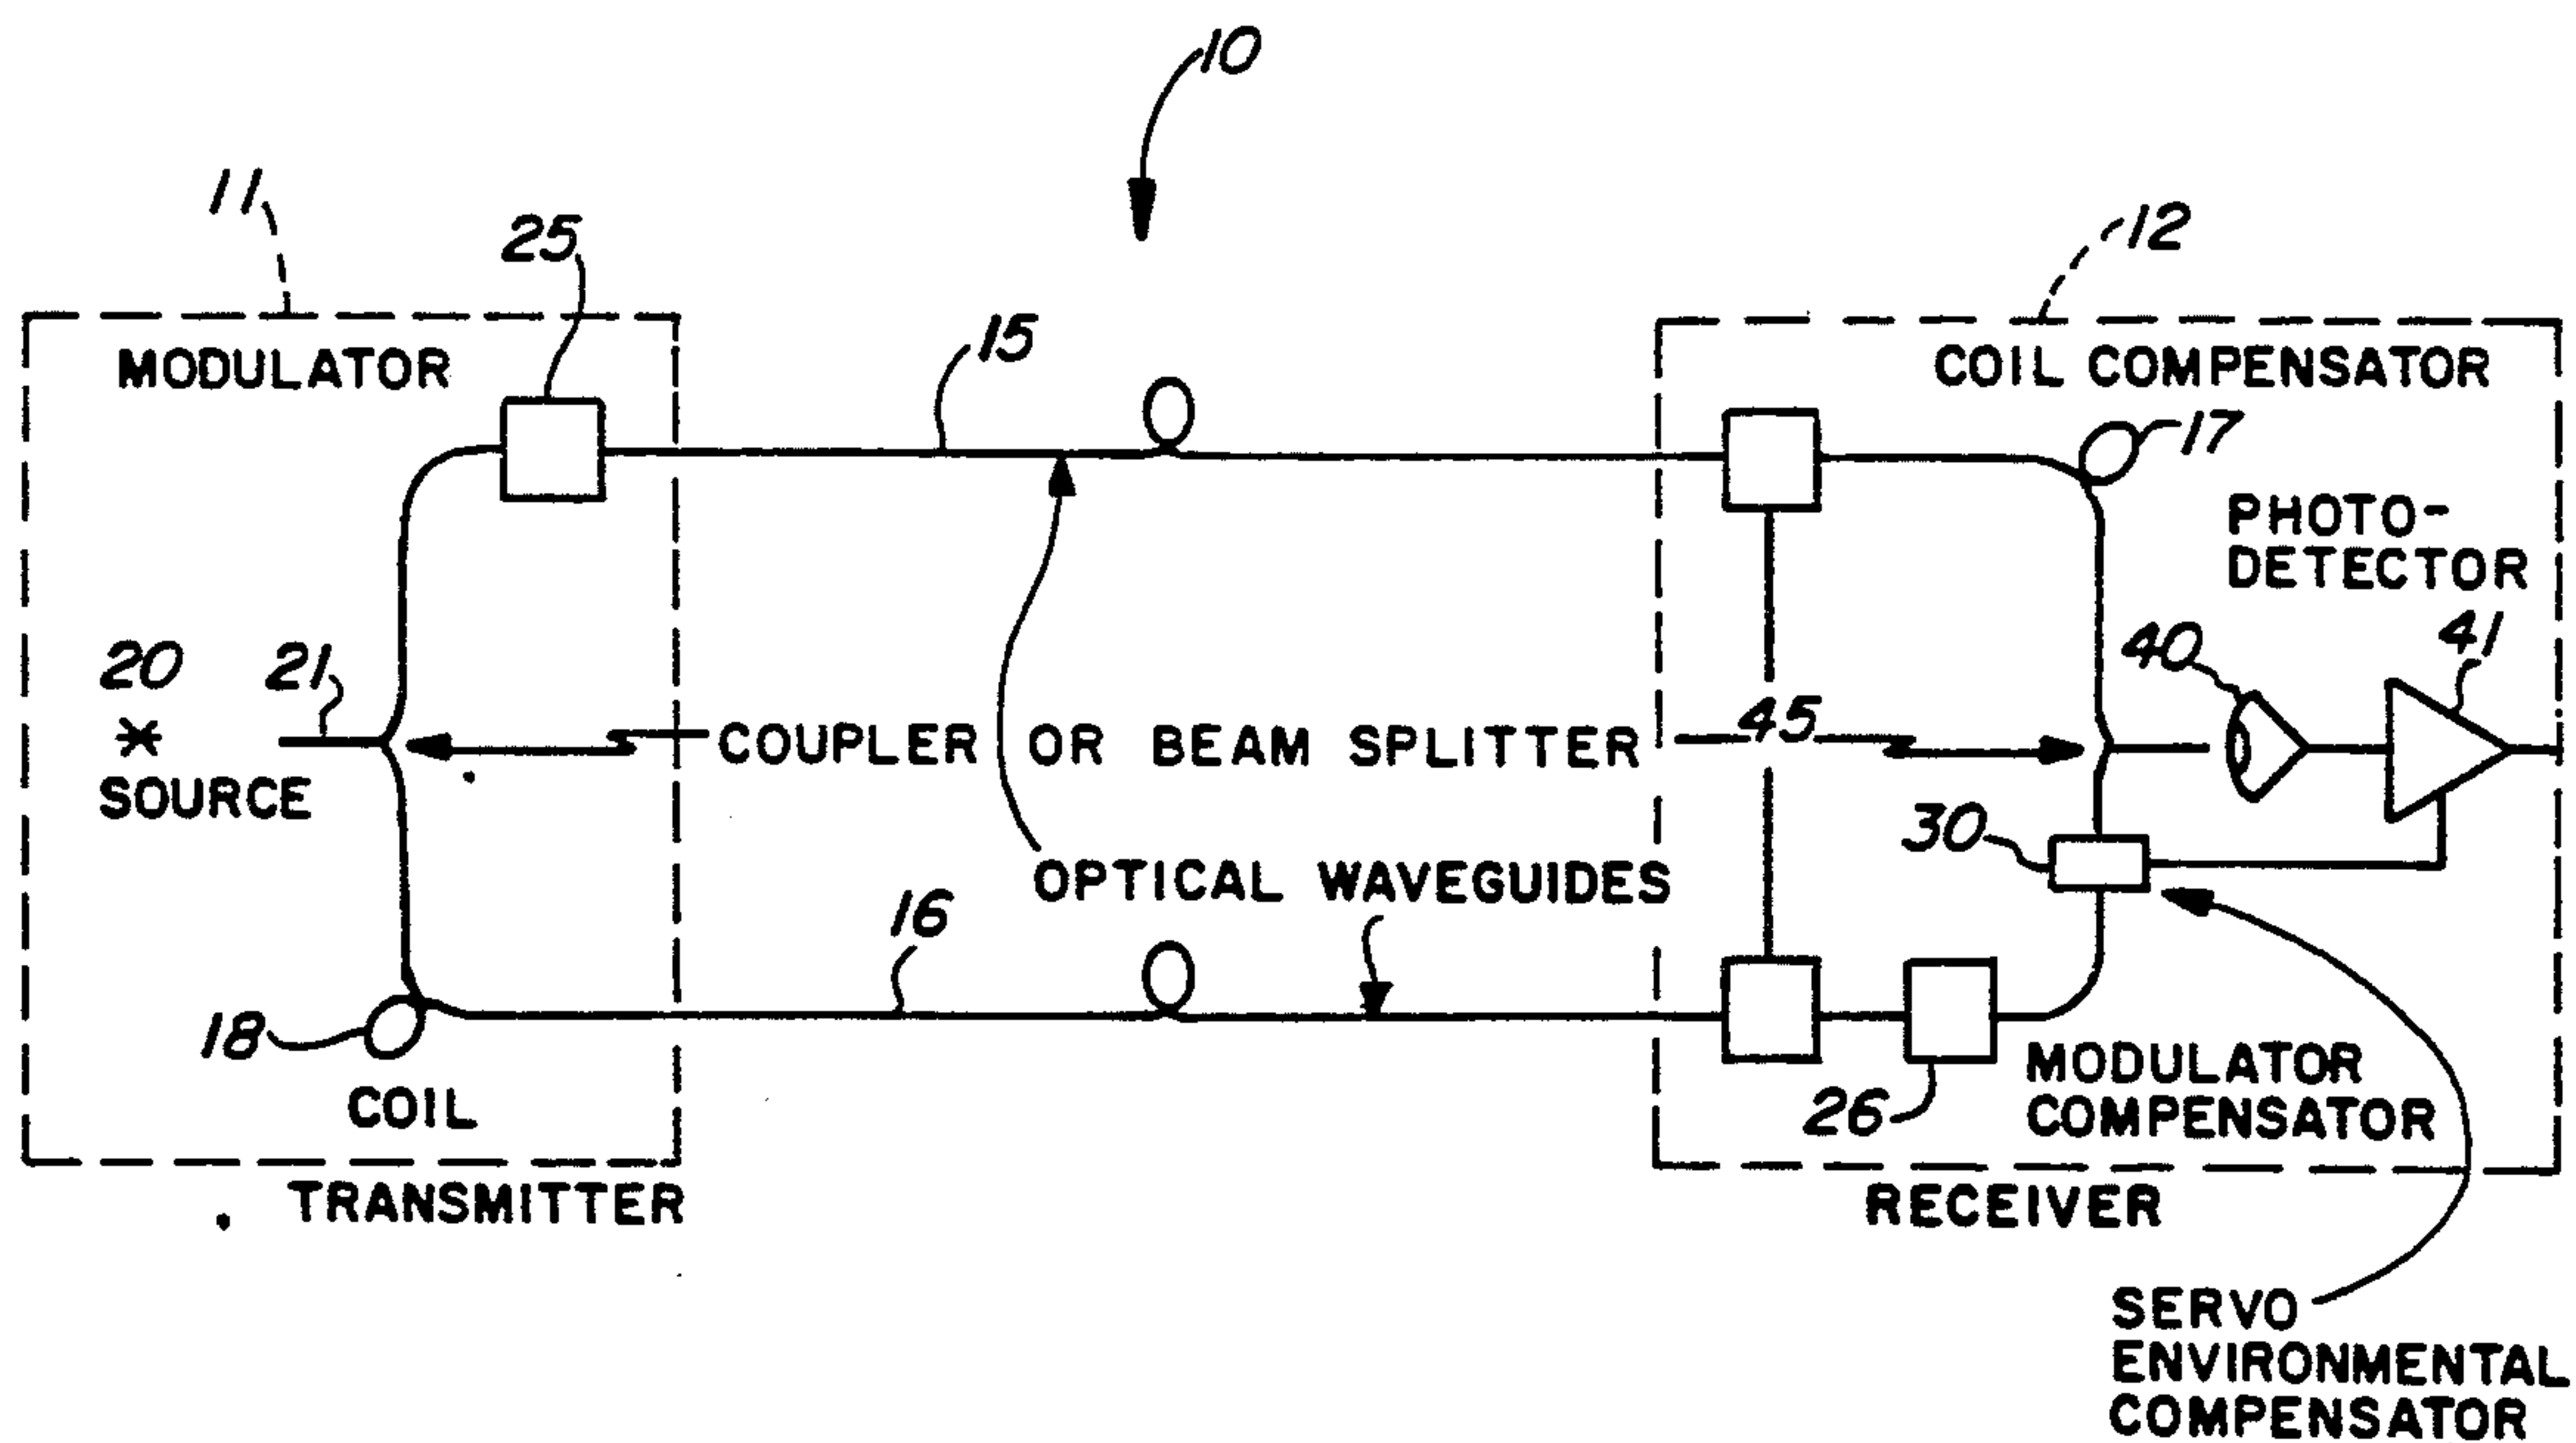 10
11
25
MODULATOR
15
12
COIL COMPENSATOR
17
PHOTO-
DETECTOR
20
21
SOURCE
COUPLER OR BEAM SPLITTER
45
40
41
30
OPTICAL WAVEGUIDES
16
18
COIL
26
MODULATOR
COMPENSATOR
TRANSMITTER
RECEIVER
SERVO
ENVIRONMENTAL
COMPENSATOR